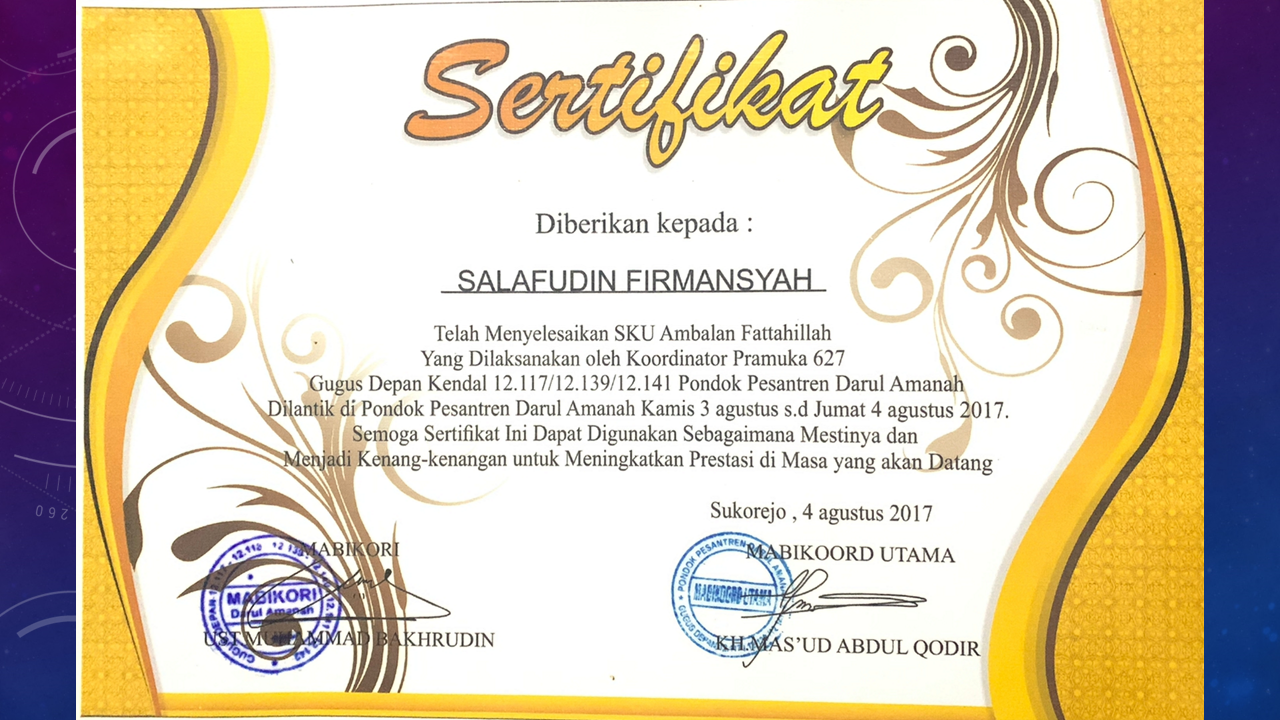 Sertifikat
Diberikan kepada :
SALAFUDIN FIRMANSYAH
Telah Menyelesaikan SKU Ambalan Fattahillah
Yang Dilaksanakan oleh Koordinator Pramuka 627
Gugus Depan Kendal 12.117/12.139/12.141 Pondok Pesantren Darul Amanah
Dilantik di Pondok Pesantren Darul Amanah Kamis 3 agustus s.d Jumat 4 agustus 2017.
Semoga Sertifikat Ini Dapat Digunakan Sebagaimana Mestinya dan
Menjadi Kenang-kenangan untuk Meningkatkan Prestasi di Masa yang akan Datang
Sukorejo , 4 agustus 2017
MABIKORI
MABIKOORD UTAMA
MABIKORI
Darul Amanah
MABIKOORD UTAMA
PONDOK PESANTREN
GUGUS DEPAN
UST.MUHAMMAD BAKHRUDIN
KH.MAS'UD ABDUL QODIR
260